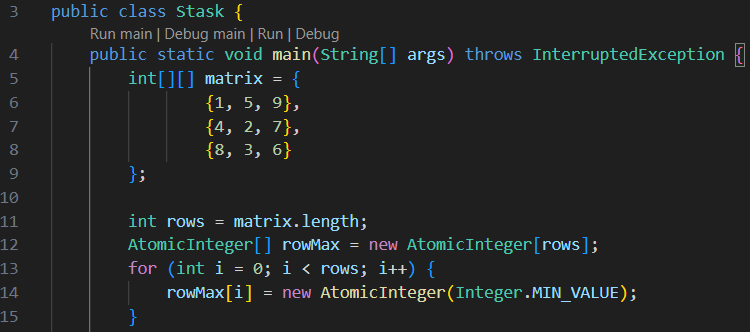 3 public class Stask {
Run main | Debug main | Run | Debug
4 public static void main(String[] args) throws InterruptedException {
5 int[][] matrix = {
6 {1, 5, 9},
7 {4, 2, 7},
8 {8, 3, 6}
9 };
10
11 int rows = matrix.length;
12 AtomicInteger[] rowMax = new AtomicInteger[rows];
13 for (int i = 0; i < rows; i++) {
14 rowMax[i] = new AtomicInteger(Integer.MIN_VALUE);
15 }